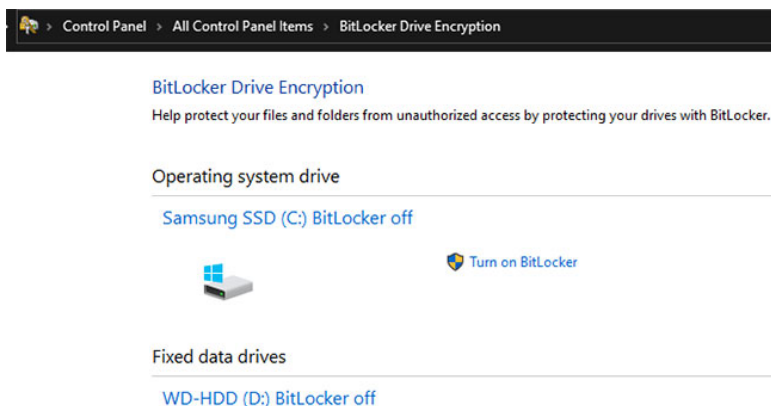 > Control Panel > All Control Panel Items > BitLocker Drive Encryption
BitLocker Drive Encryption
Help protect your files and folders from unauthorized access by protecting your drives with BitLocker.
Operating system drive
Samsung SSD (C:) BitLocker off
Turn on BitLocker
Fixed data drives
WD-HDD (D:) BitLocker off